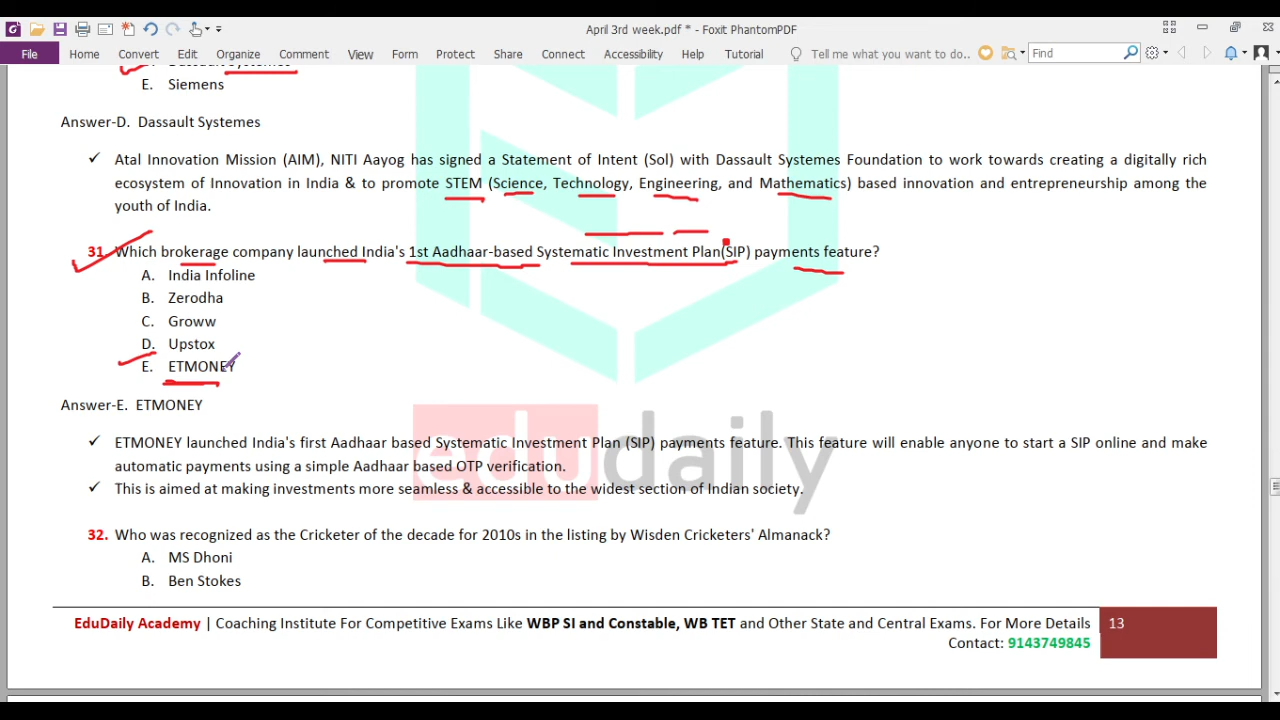 April 3rd week.pdf * - Foxit PhantomPDF
File Home Convert Edit Organize Comment View Form Protect Share Connect Accessibility Help Tutorial Tell me what you want to do.. Find
E. Siemens
Answer-D. Dassault Systemes
✓ Atal Innovation Mission (AIM), NITI Aayog has signed a Statement of Intent (SoI) with Dassault Systemes Foundation to work towards creating a digitally rich
ecosystem of Innovation in India & to promote STEM (Science, Technology, Engineering, and Mathematics) based innovation and entrepreneurship among the
youth of India.
31. Which brokerage company launched India's 1st Aadhaar-based Systematic Investment Plan(SIP) payments feature?
A. India Infoline
B. Zerodha
C. Groww
D. Upstox
E. ETMONEY
Answer-E. ETMONEY
✓ ETMONEY launched India's first Aadhaar based Systematic Investment Plan (SIP) payments feature. This feature will enable anyone to start a SIP online and make
automatic payments using a simple Aadhaar based OTP verification.
✓ This is aimed at making investments more seamless & accessible to the widest section of Indian society.
edudaily
32. Who was recognized as the Cricketer of the decade for 2010s in the listing by Wisden Cricketers' Almanack?
A. MS Dhoni
B. Ben Stokes
EduDaily Academy | Coaching Institute For Competitive Exams Like WBP SI and Constable, WB TET and Other State and Central Exams. For More Details 13
Contact: 9143749845